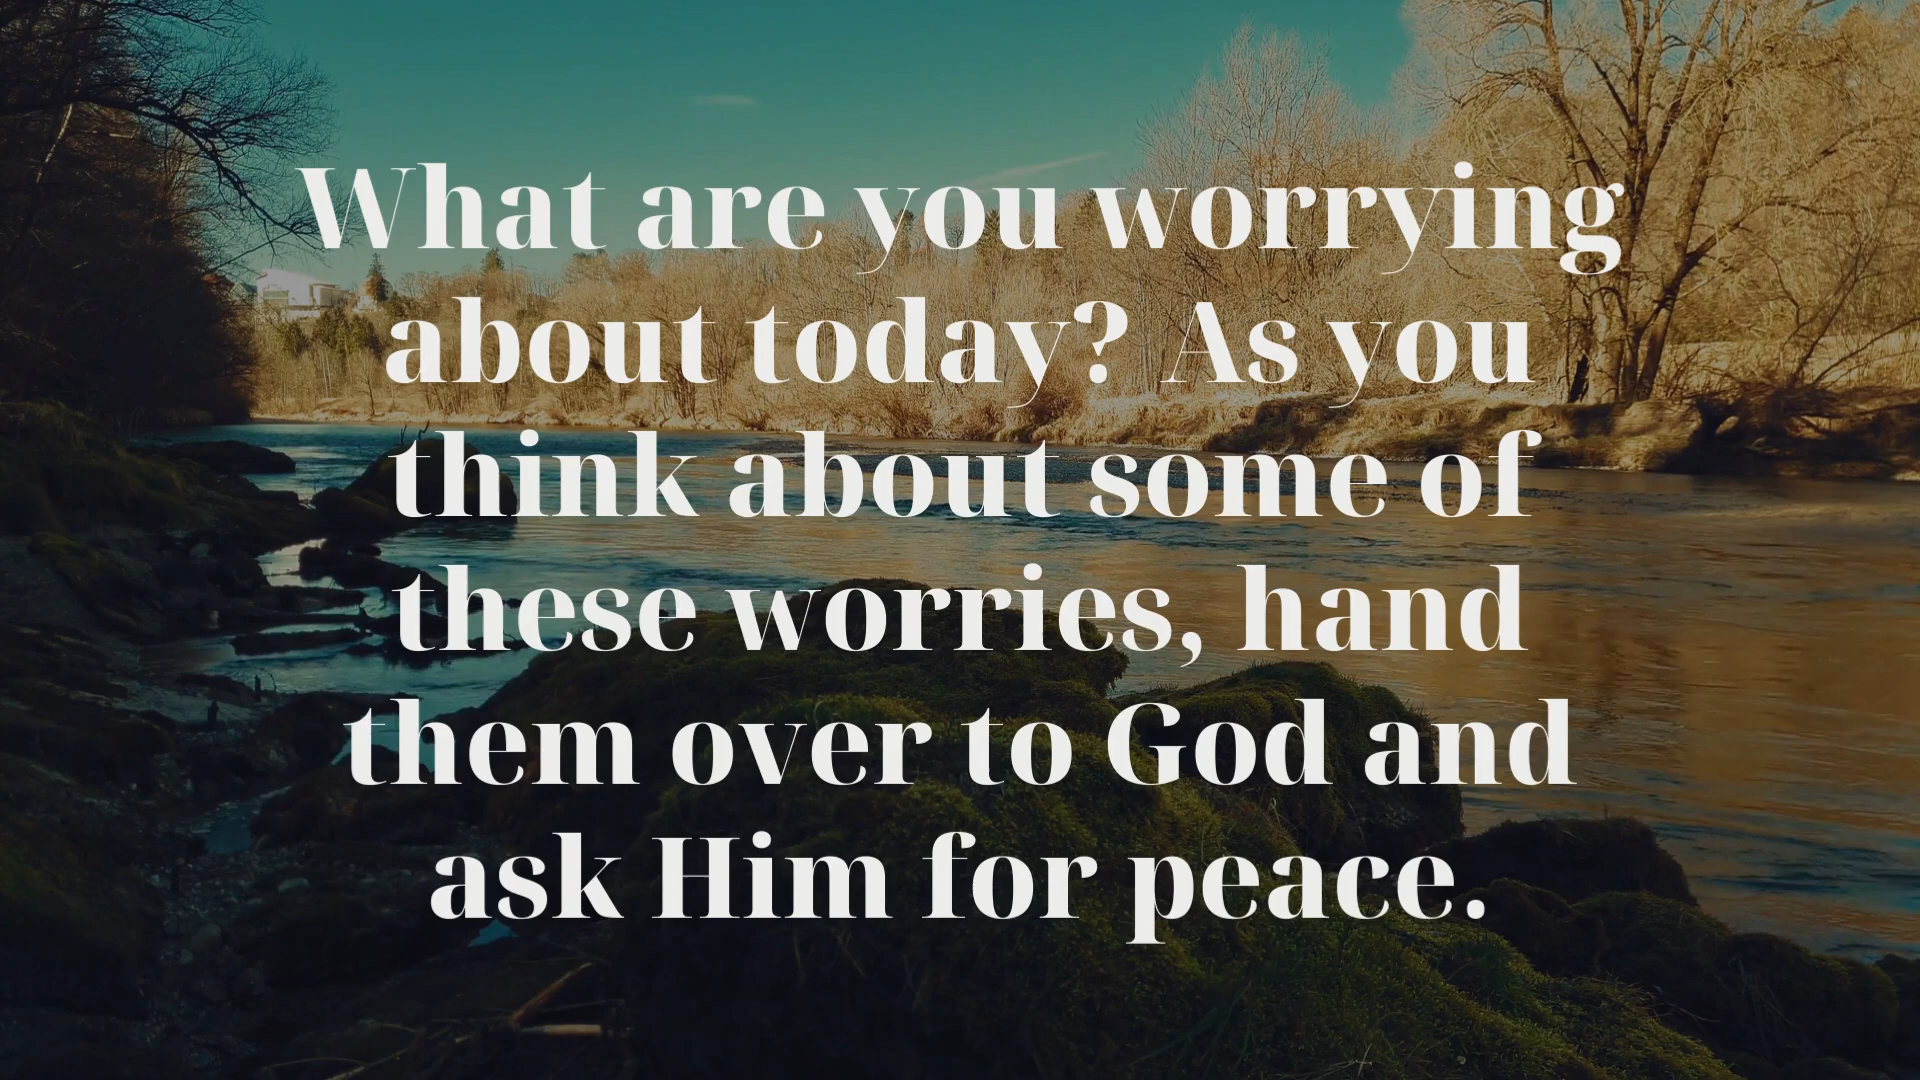 What are you worrying
about today? As you
think about some of
these worries, hand
them over to God and
ask Him for peace.